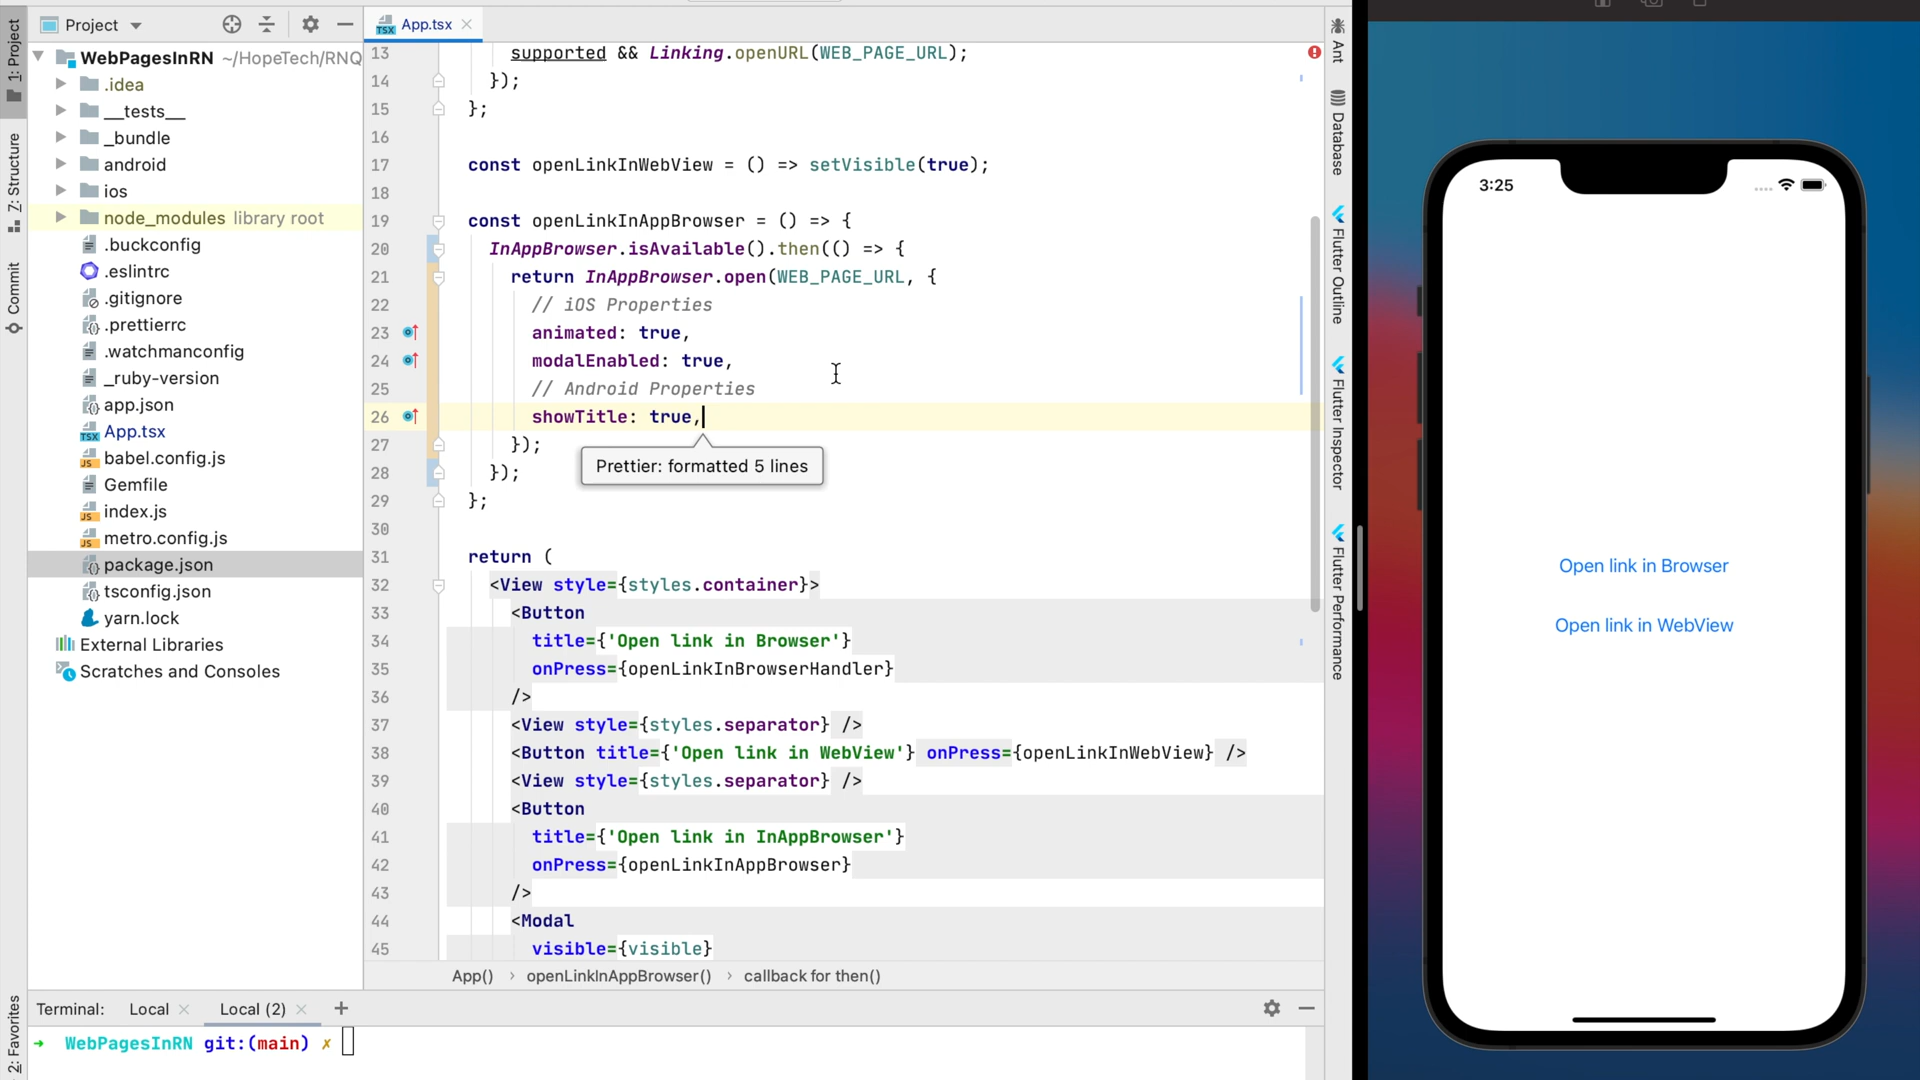 Project
App.tsx
1: Project
Z: Structure
Commit
2: Favorites
WebPagesInRN ~/HopeTech/RNQ
.idea
__tests__
_bundle
android
ios
node_modules library root
.buckconfig
.eslintrc
.gitignore
.prettierrc
.watchmanconfig
_ruby-version
app.json
App.tsx
babel.config.js
Gemfile
index.js
metro.config.js
package.json
tsconfig.json
yarn.lock
External Libraries
Scratches and Consoles
13 supported && Linking.openURL(WEB_PAGE_URL);
14 });
15 };
16
17 const openLinkInWebView = () => setVisible(true);
18
19 const openLinkInAppBrowser = () => {
20 InAppBrowser.isAvailable().then(() => {
21 return InAppBrowser.open(WEB_PAGE_URL, {
22 // iOS Properties
23 animated: true,
24 modalEnabled: true,
25 // Android Properties
26 showTitle: true,
27 });
Prettier: formatted 5 lines
28 });
29 };
30
31 return (
32 <View style={styles.container}>
33 <Button
34 title={'Open link in Browser'}
35 onPress={openLinkInBrowserHandler}
36 />
37 <View style={styles.separator} />
38 <Button title={'Open link in WebView'} onPress={openLinkInWebView} />
39 <View style={styles.separator} />
40 <Button
41 title={'Open link in InAppBrowser'}
42 onPress={openLinkInAppBrowser}
43 />
44 <Modal
45 visible={visible}
App() › openLinkInAppBrowser() › callback for then()
Terminal: Local Local (2)
→ WebPagesInRN git:(main) ✗
Ant
Database
Flutter Outline
Flutter Inspector
Flutter Performance
3:25
Open link in Browser
Open link in WebView